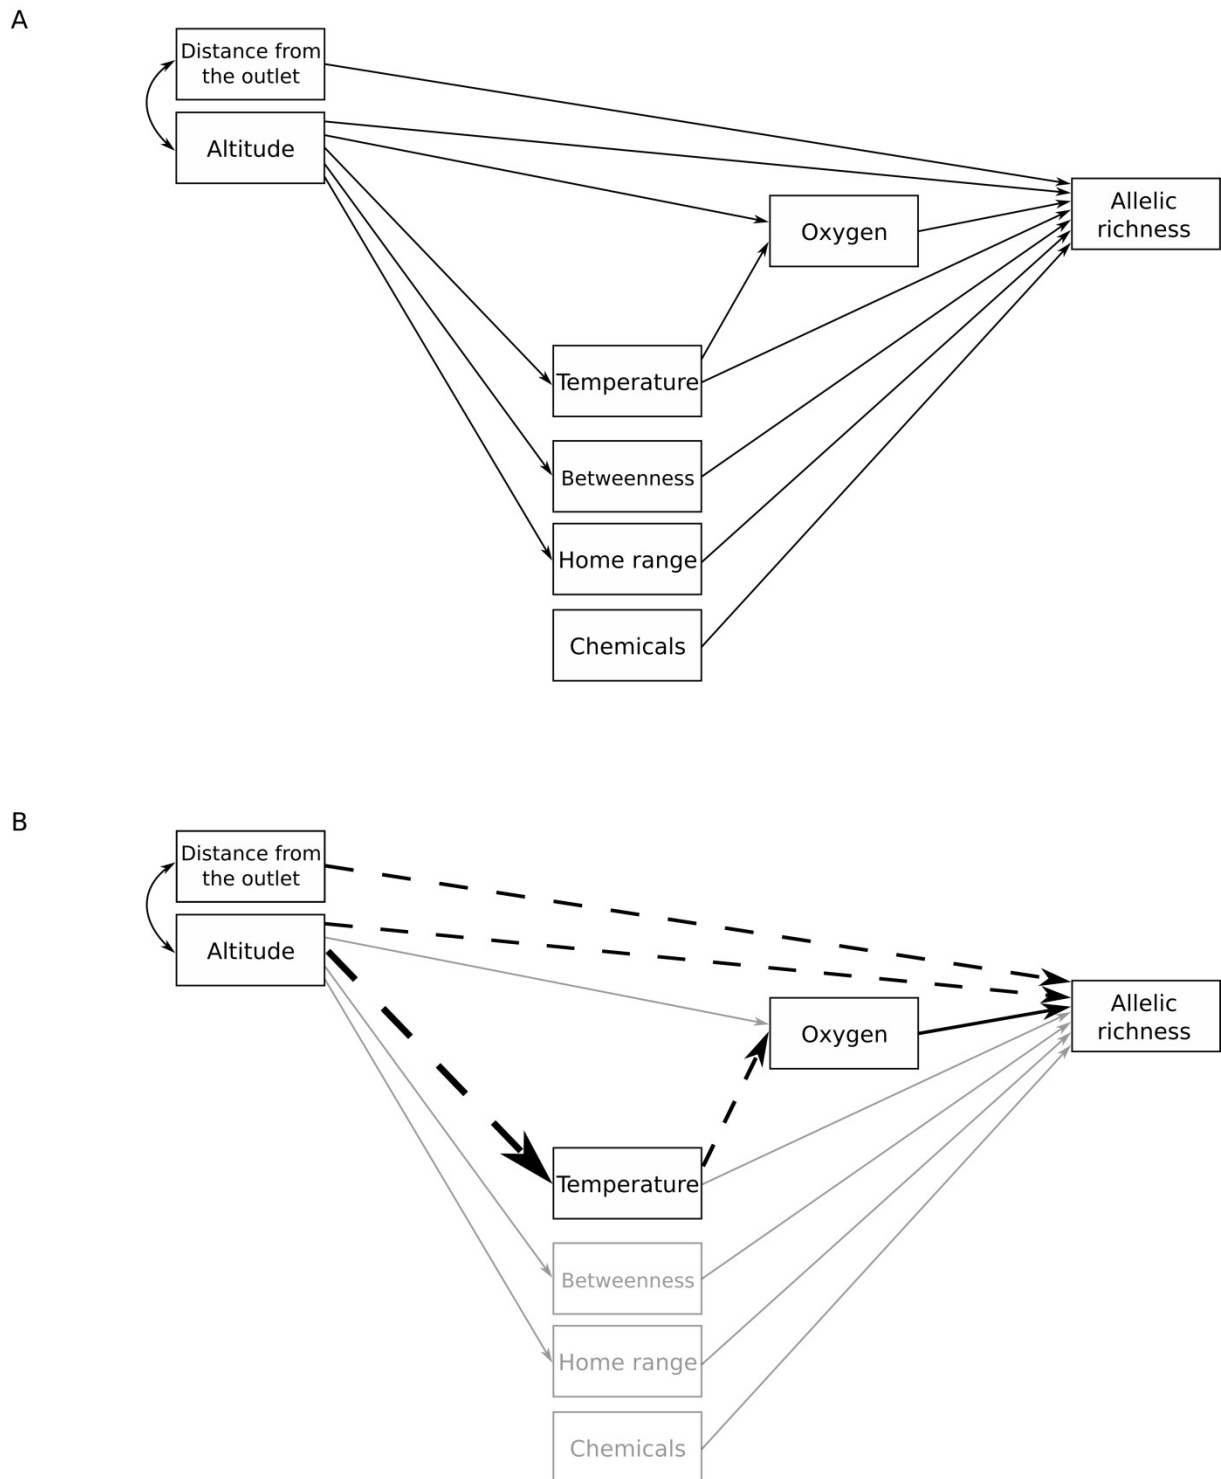 A
Distance from
the outlet
Altitude
Allelic
richness
Oxygen
Temperature
Betweenness
Home range
Chemicals
B
Distance from
the outlet
Altitude
Allelic
richness
Oxygen
Temperature
Betweenness
Home range
Chemicals